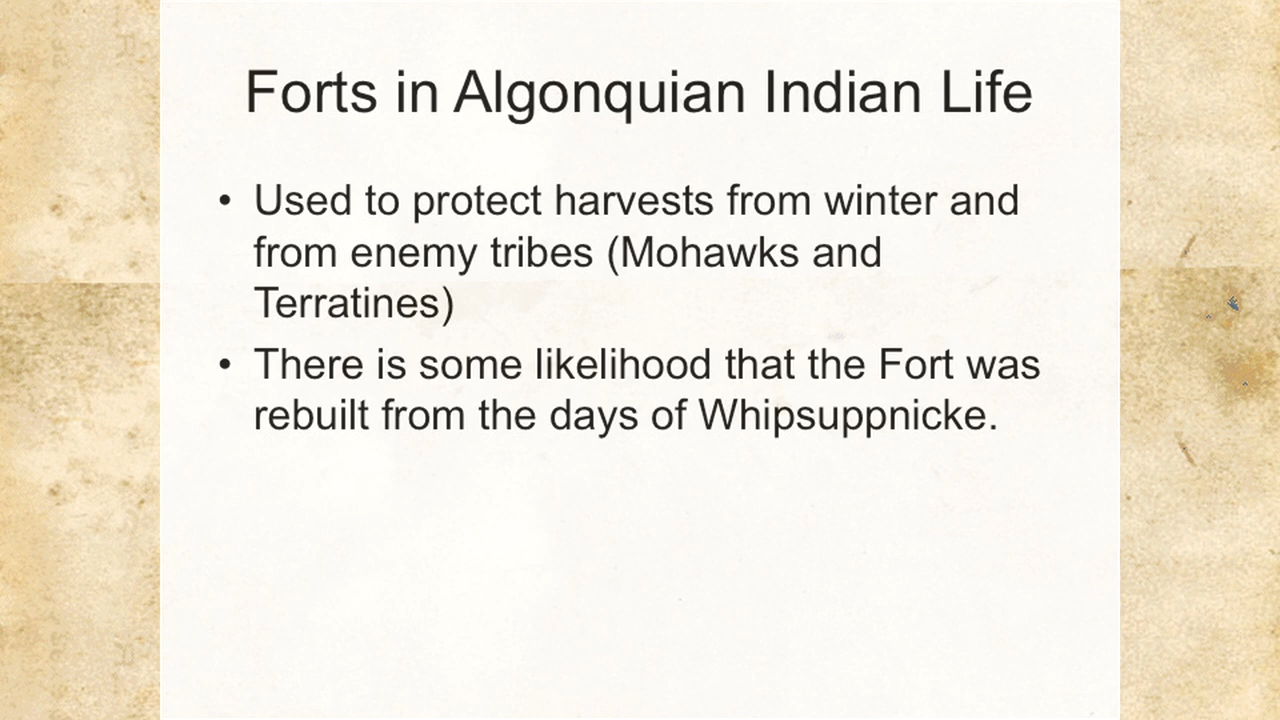 Forts in Algonquian Indian Life
• Used to protect harvests from winter and
from enemy tribes (Mohawks and
Terratines)
• There is some likelihood that the Fort was
rebuilt from the days of Whipsuppnicke.